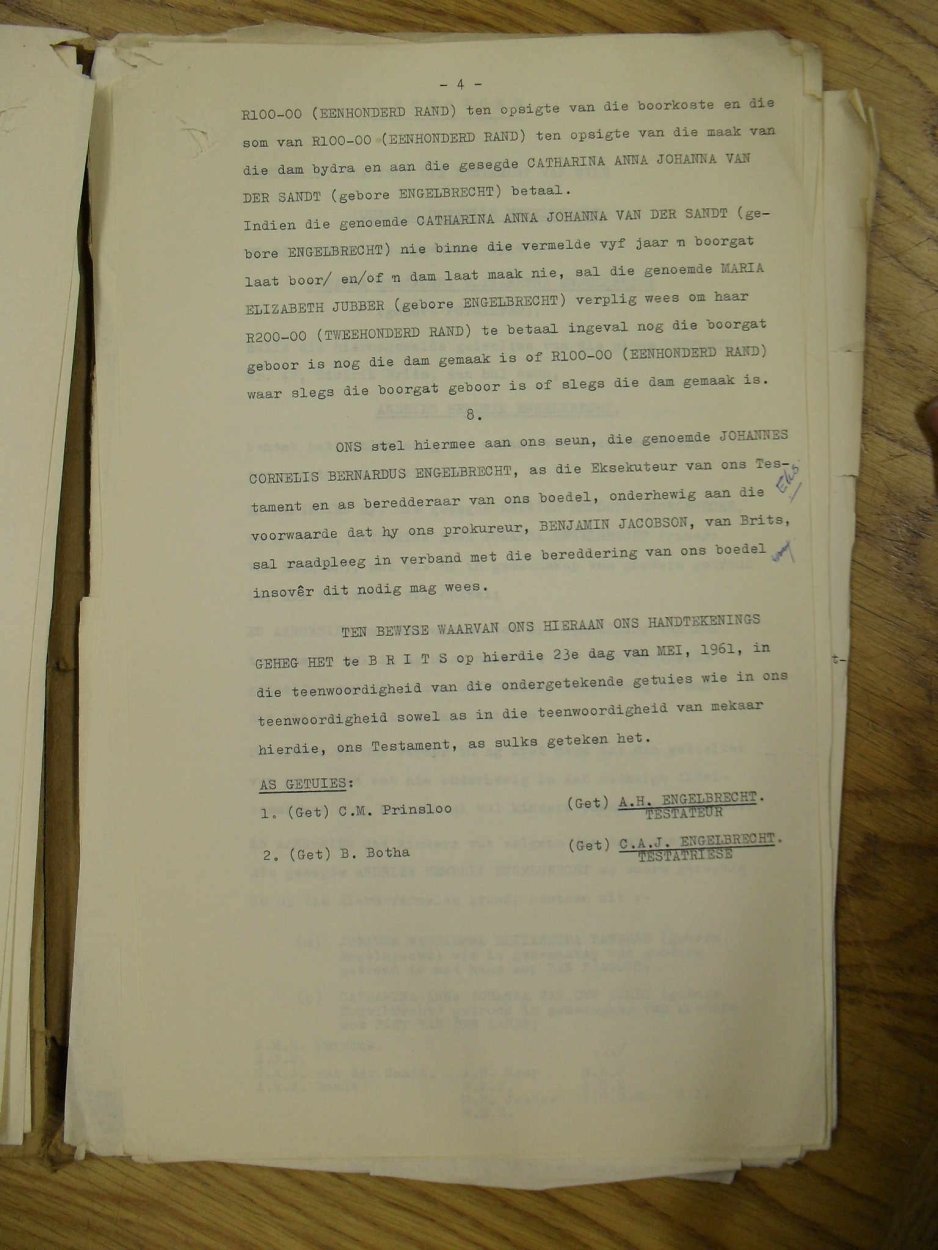 - 4 -
R100-00 (EENHONDERD RAND) ten opsigte van die boorkoste en die
som van R100-00 (EENHONDERD RAND) ten opsigte van die maak van
die dam bydra en aan die gesegde CATHARINA ANNA JOHANNA VAN
DER SANDT (gebore ENGELBRECHT) betaal.
Indien die genoemde CATHARINA ANNA JOHANNA VAN DER SANDT (ge-
bore ENGELBRECHT) nie binne die vermelde vyf jaar 'n boorgat
laat boor/ en/of 'n dam laat maak nie, sal die genoemde MARIA
ELIZABETH JUBBER (gebore ENGELBRECHT) verplig wees om haar
R200-00 (TWEEHONDERD RAND) te betaal ingeval nog die boorgat
geboor is nog die dam gemaak is of R100-00 (EENHONDERD RAND)
waar slegs die boorgat geboor is of slegs die dam gemaak is.
8.
ONS stel hiermee aan ons seun, die genoemde JOHANNES
CORNELIS BERNARDUS ENGELBRECHT, as die Eksekuteur van ons Tes-
tament en as beredderaar van ons boedel, onderhewig aan die
voorwaarde dat hy ons prokureur, BENJAMIN JACOBSON, van Brits,
sal raadpleeg in verband met die bereddering van ons boedel
insovêr dit nodig mag wees.
TEN BEWYSE WAARVAN ONS HIERAAN ONS HANDTEKENINGS
GEHEG HET te B R I T S op hierdie 23e dag van MEI, 1961, in
die teenwoordigheid van die ondergetekende getuies wie in ons
teenwoordigheid sowel as in die teenwoordigheid van mekaar
hierdie, ons Testament, as sulks geteken het.
AS GETUIES:
1. (Get) C.M. Prinsloo (Get) A.H. ENGELBRECHT.
TESTATEUR
2. (Get) B. Botha (Get) C.A.J. ENGELBRECHT.
TESTATRIESE